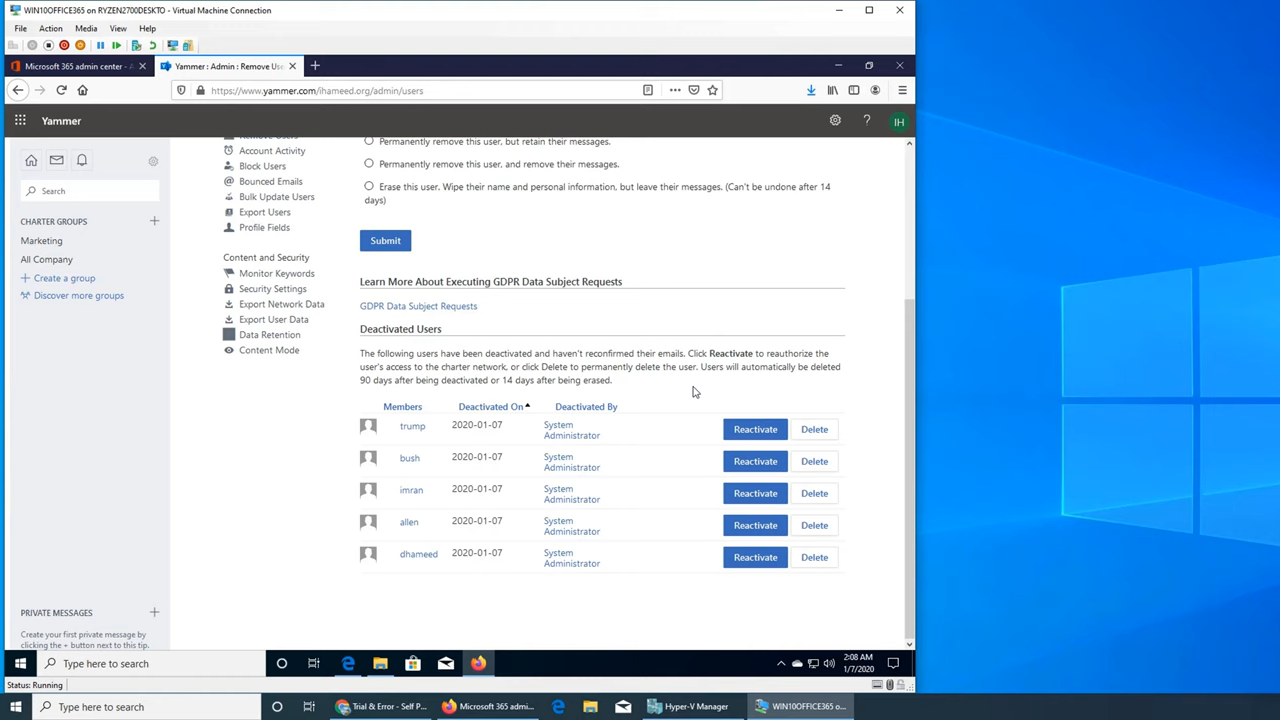 WIN10OFFICE365 on RYZEN2700DESKTO - Virtual Machine Connection
File Action Media View Help
Microsoft 365 admin center - A
Yammer : Admin : Remove Use
https://www.yammer.com/ihameed.org/admin/users
Yammer
IH
Search
CHARTER GROUPS
Marketing
All Company
Create a group
Discover more groups
PRIVATE MESSAGES
Create your first private message by
clicking the + button next to this tip.
Remove Users
Account Activity
Block Users
Bounced Emails
Bulk Update Users
Export Users
Profile Fields
Content and Security
Monitor Keywords
Security Settings
Export Network Data
Export User Data
Data Retention
Content Mode
Permanently remove this user, but retain their messages.
Permanently remove this user, and remove their messages.
Erase this user. Wipe their name and personal information, but leave their messages. (Can't be undone after 14
days)
Submit
Learn More About Executing GDPR Data Subject Requests
GDPR Data Subject Requests
Deactivated Users
The following users have been deactivated and haven't reconfirmed their emails. Click Reactivate to reauthorize the
user's access to the charter network, or click Delete to permanently delete the user. Users will automatically be deleted
90 days after being deactivated or 14 days after being erased.
Members Deactivated On Deactivated By
trump 2020-01-07 System Administrator Reactivate Delete
bush 2020-01-07 System Administrator Reactivate Delete
imran 2020-01-07 System Administrator Reactivate Delete
allen 2020-01-07 System Administrator Reactivate Delete
dhameed 2020-01-07 System Administrator Reactivate Delete
Type here to search
2:08 AM
1/7/2020
Status: Running
Type here to search
Trial & Error - Self P...
Microsoft 365 admi...
Hyper-V Manager
WIN10OFFICE365 o...